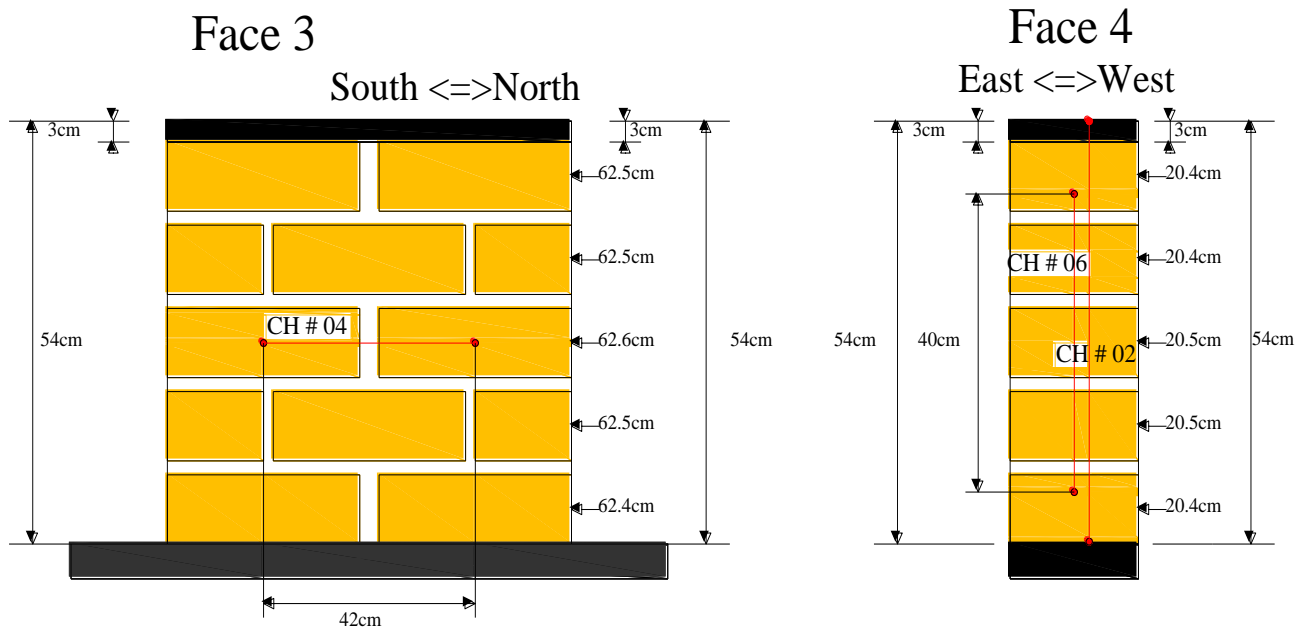 Face 3
Face 4
South <=>North
East <=>West
3cm
3cm
3cm
3cm
62.5cm
20.4cm
62.5cm
20.4cm
CH # 06
CH # 04
54cm
62.6cm
54cm
54cm
40cm
20.5cm
54cm
CH # 02
62.5cm
20.5cm
62.4cm
20.4cm
42cm